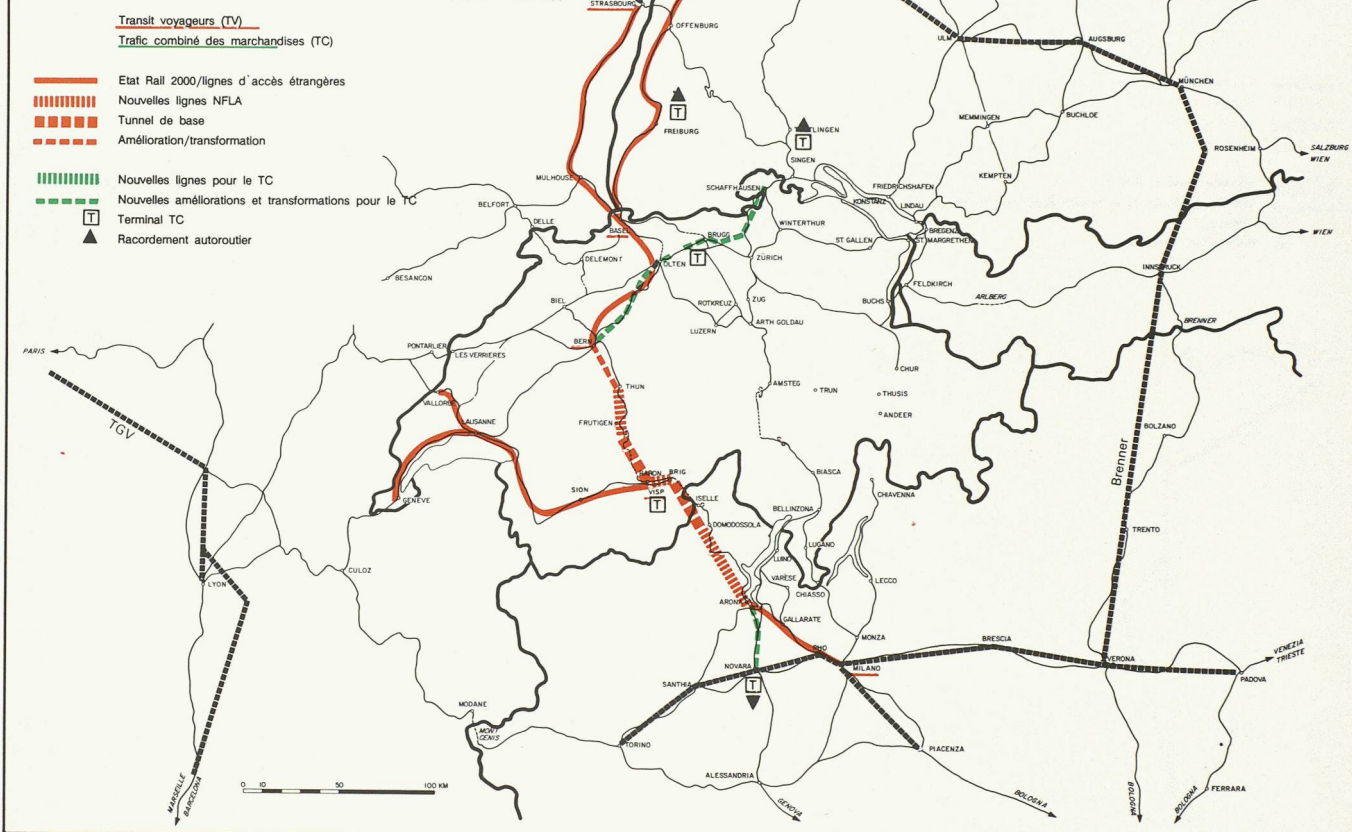 Transit voyageurs (TV)
Trafic combiné des marchandises (TC)
Etat Rail 2000/lignes d'accès étrangères
Nouvelles lignes NFLA
Tunnel de base
Amélioration/transformation
Nouvelles lignes pour le TC
Nouvelles améliorations et transformations pour le TC
T Terminal TC
Racordement autoroutier
STRASBOURG
OFFENBURG
ULM
AUGSBURG
MÜNCHEN
T
FREIBURG
T
SINGEN
MEMMINGEN
BUCHLOE
ROSENHEIM
SALZBURG
WIEN
MULHOUSE
SCHAFFHAUSEN
FRIEDRICHSHAFEN
KEMPTEN
BELFORT
KONSTANZ
LINDAU
DELLE
BASEL
BRUGG
WINTERTHUR
BREGENZ
ST. GALLEN
ST. MARGRETHEN
WIEN
DELEMONT
OLTEN
T
ZÜRICH
BESANCON
INNSBRUCK
FELDKIRCH
BIEL
ROTKREUZ
ZUG
BUCHS
ARLBERG
LUZERN
ARTH GOLDAU
BRENNER
BERN
PARIS
PONTARLIER
LES VERRIERES
CHUR
THUN
AMSTEG
TRUN
THUSIS
VALLORBE
ANDEER
LAUSANNE
FRUTIGEN
TGV
BOLZANO
Brenner
BARON
BRIG
BIASCA
SION
VISP
T
GENEVE
ISELLE
CHIAVENNA
BELLINZONA
DOMODOSSOLA
TRENTO
LUGANO
LUINO
CULOZ
LYON
VARÈSE
LECCO
CHIASSO
ARONA
GALLARATE
MONZA
BRESCIA
RHO
VENEZIA
TRIESTE
NOVARA
MILANO
VERONA
PADOVA
SANTHIA
T
MODANE
MONT
CENIS
TORINO
PIACENZA
ALESSANDRIA
0 10 50 100 KM
MARSEILLE
BARCELONA
GENOVA
BOLOGNA
BOLOGNA
BOLOGNA
FERRARA